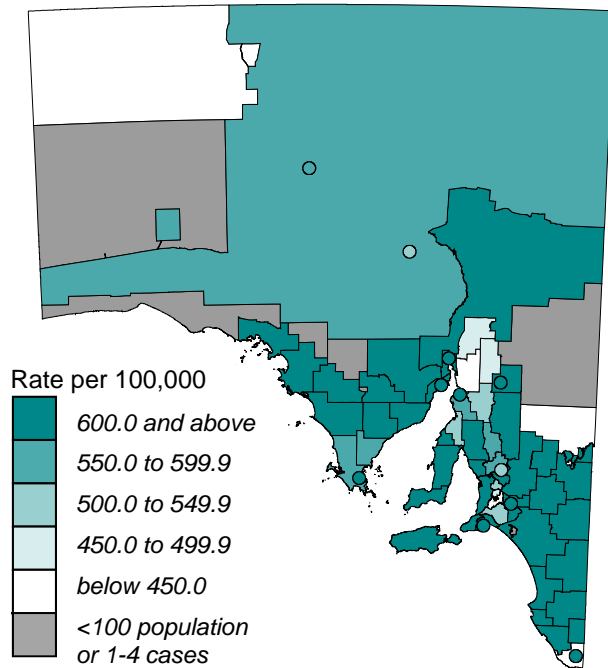 Rate per 100,000
600.0 and above
550.0 to 599.9
500.0 to 549.9
450.0 to 499.9
below 450.0
<100 population
or 1-4 cases